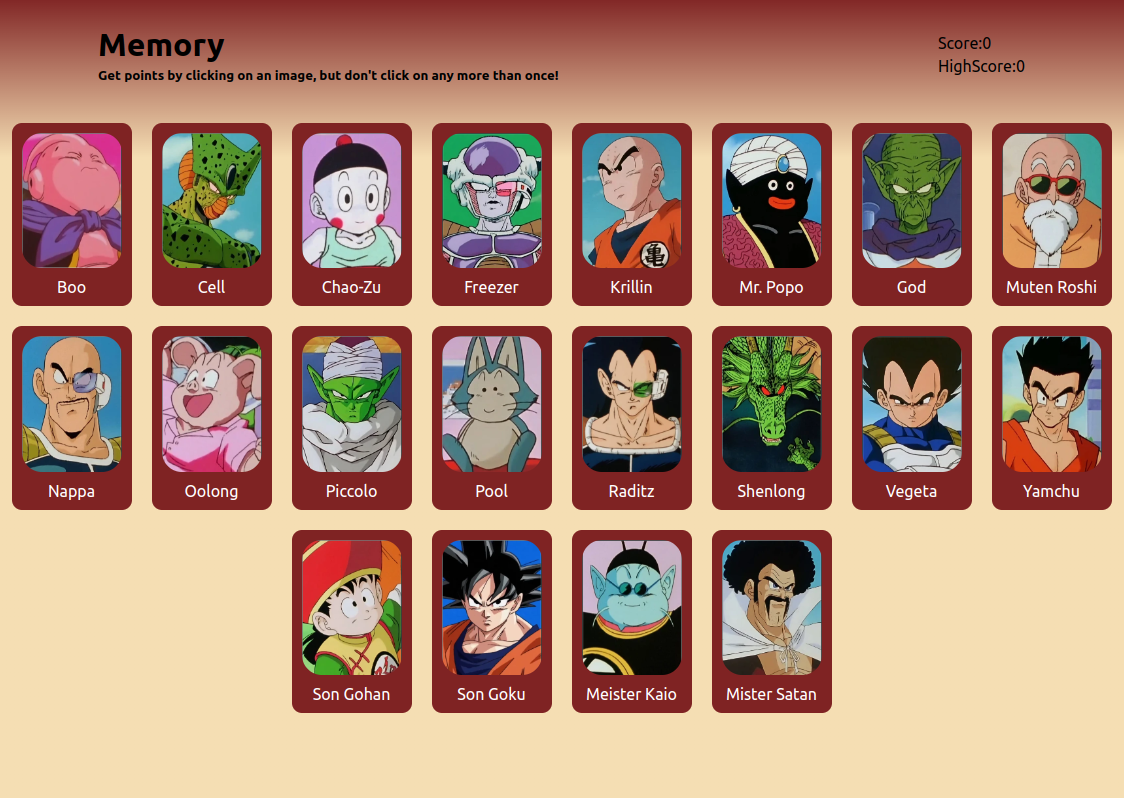 Memory
Get points by clicking on an image, but don't click on any more than once!
Score:0
HighScore:0
Boo
Cell
Chao-Zu
Freezer
Krillin
Mr. Popo
God
Muten Roshi
Nappa
Oolong
Piccolo
Pool
Raditz
Shenlong
Vegeta
Yamchu
Son Gohan
Son Goku
Meister Kaio
Mister Satan
亀